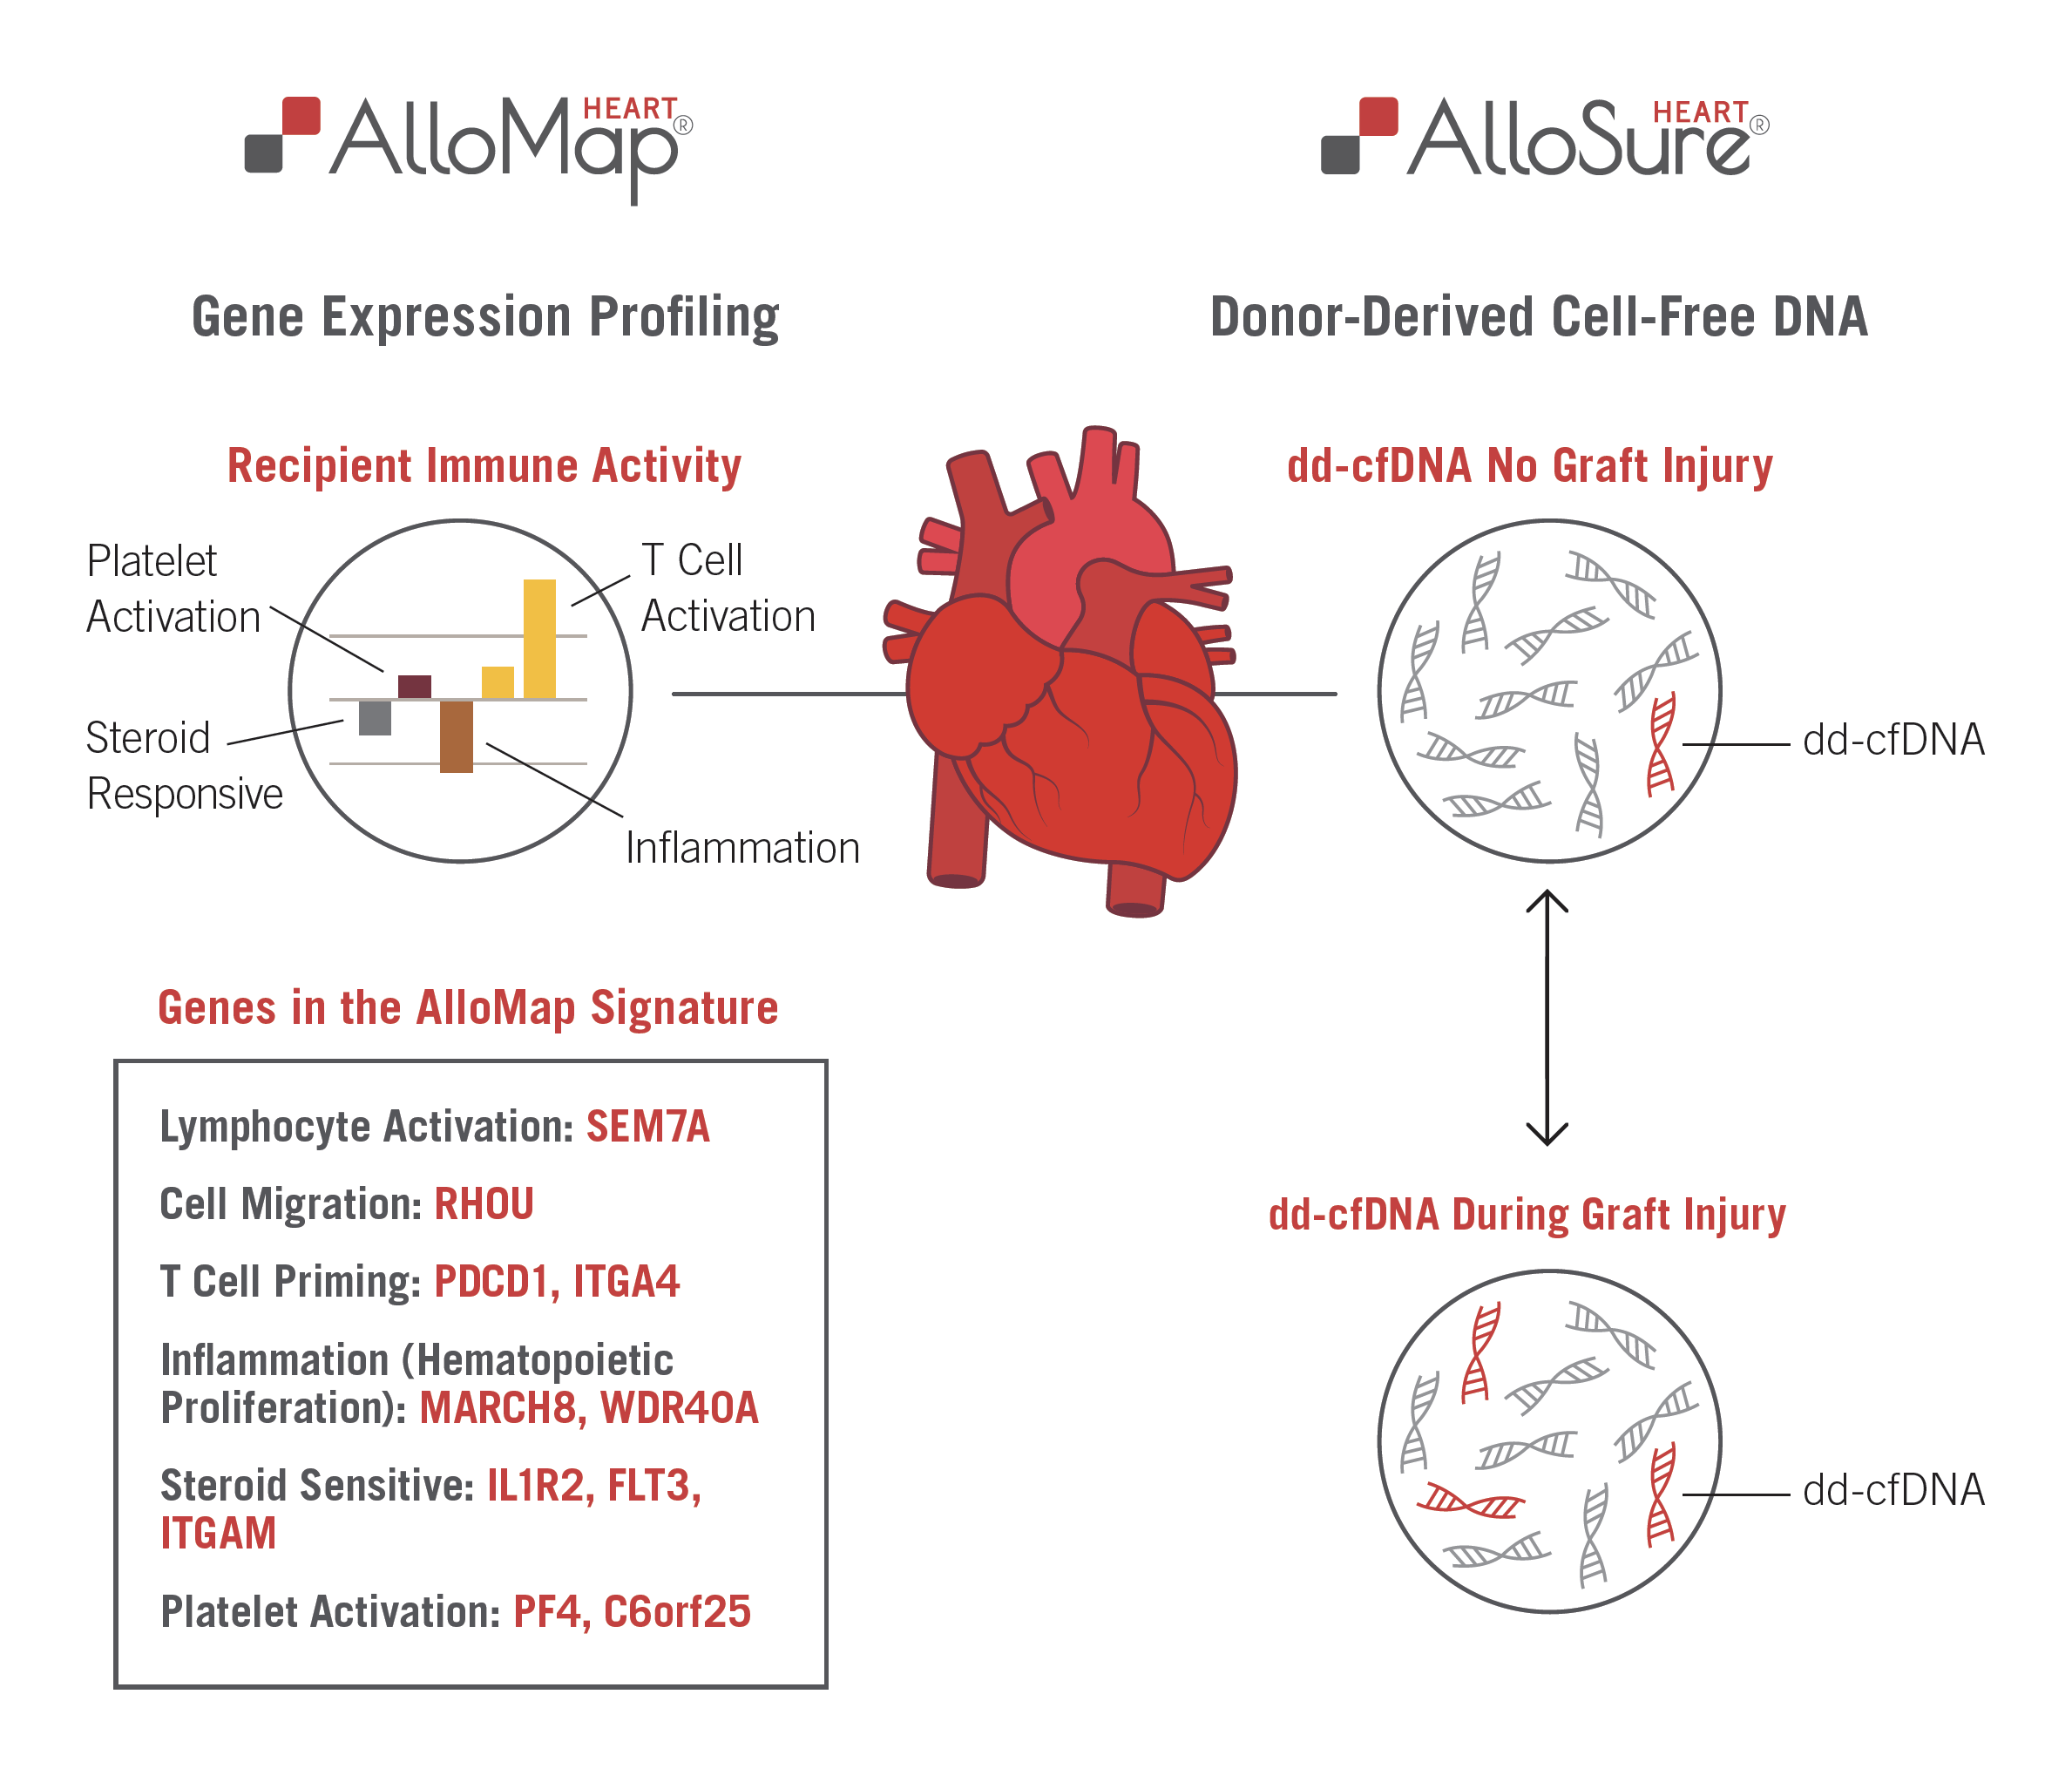 AlloMap HEART®
AlloSure HEART®
Gene Expression Profiling
Donor-Derived Cell-Free DNA
Recipient Immune Activity
Platelet
Activation
T Cell
Activation
Steroid
Responsive
Inflammation
dd-cfDNA No Graft Injury
dd-cfDNA
Genes in the AlloMap Signature
Lymphocyte Activation: SEM7A
Cell Migration: RHOU
T Cell Priming: PDCD1, ITGA4
Inflammation (Hematopoietic
Proliferation): MARCH8, WDR40A
Steroid Sensitive: IL1R2, FLT3,
ITGAM
Platelet Activation: PF4, C6orf25
dd-cfDNA During Graft Injury
dd-cfDNA